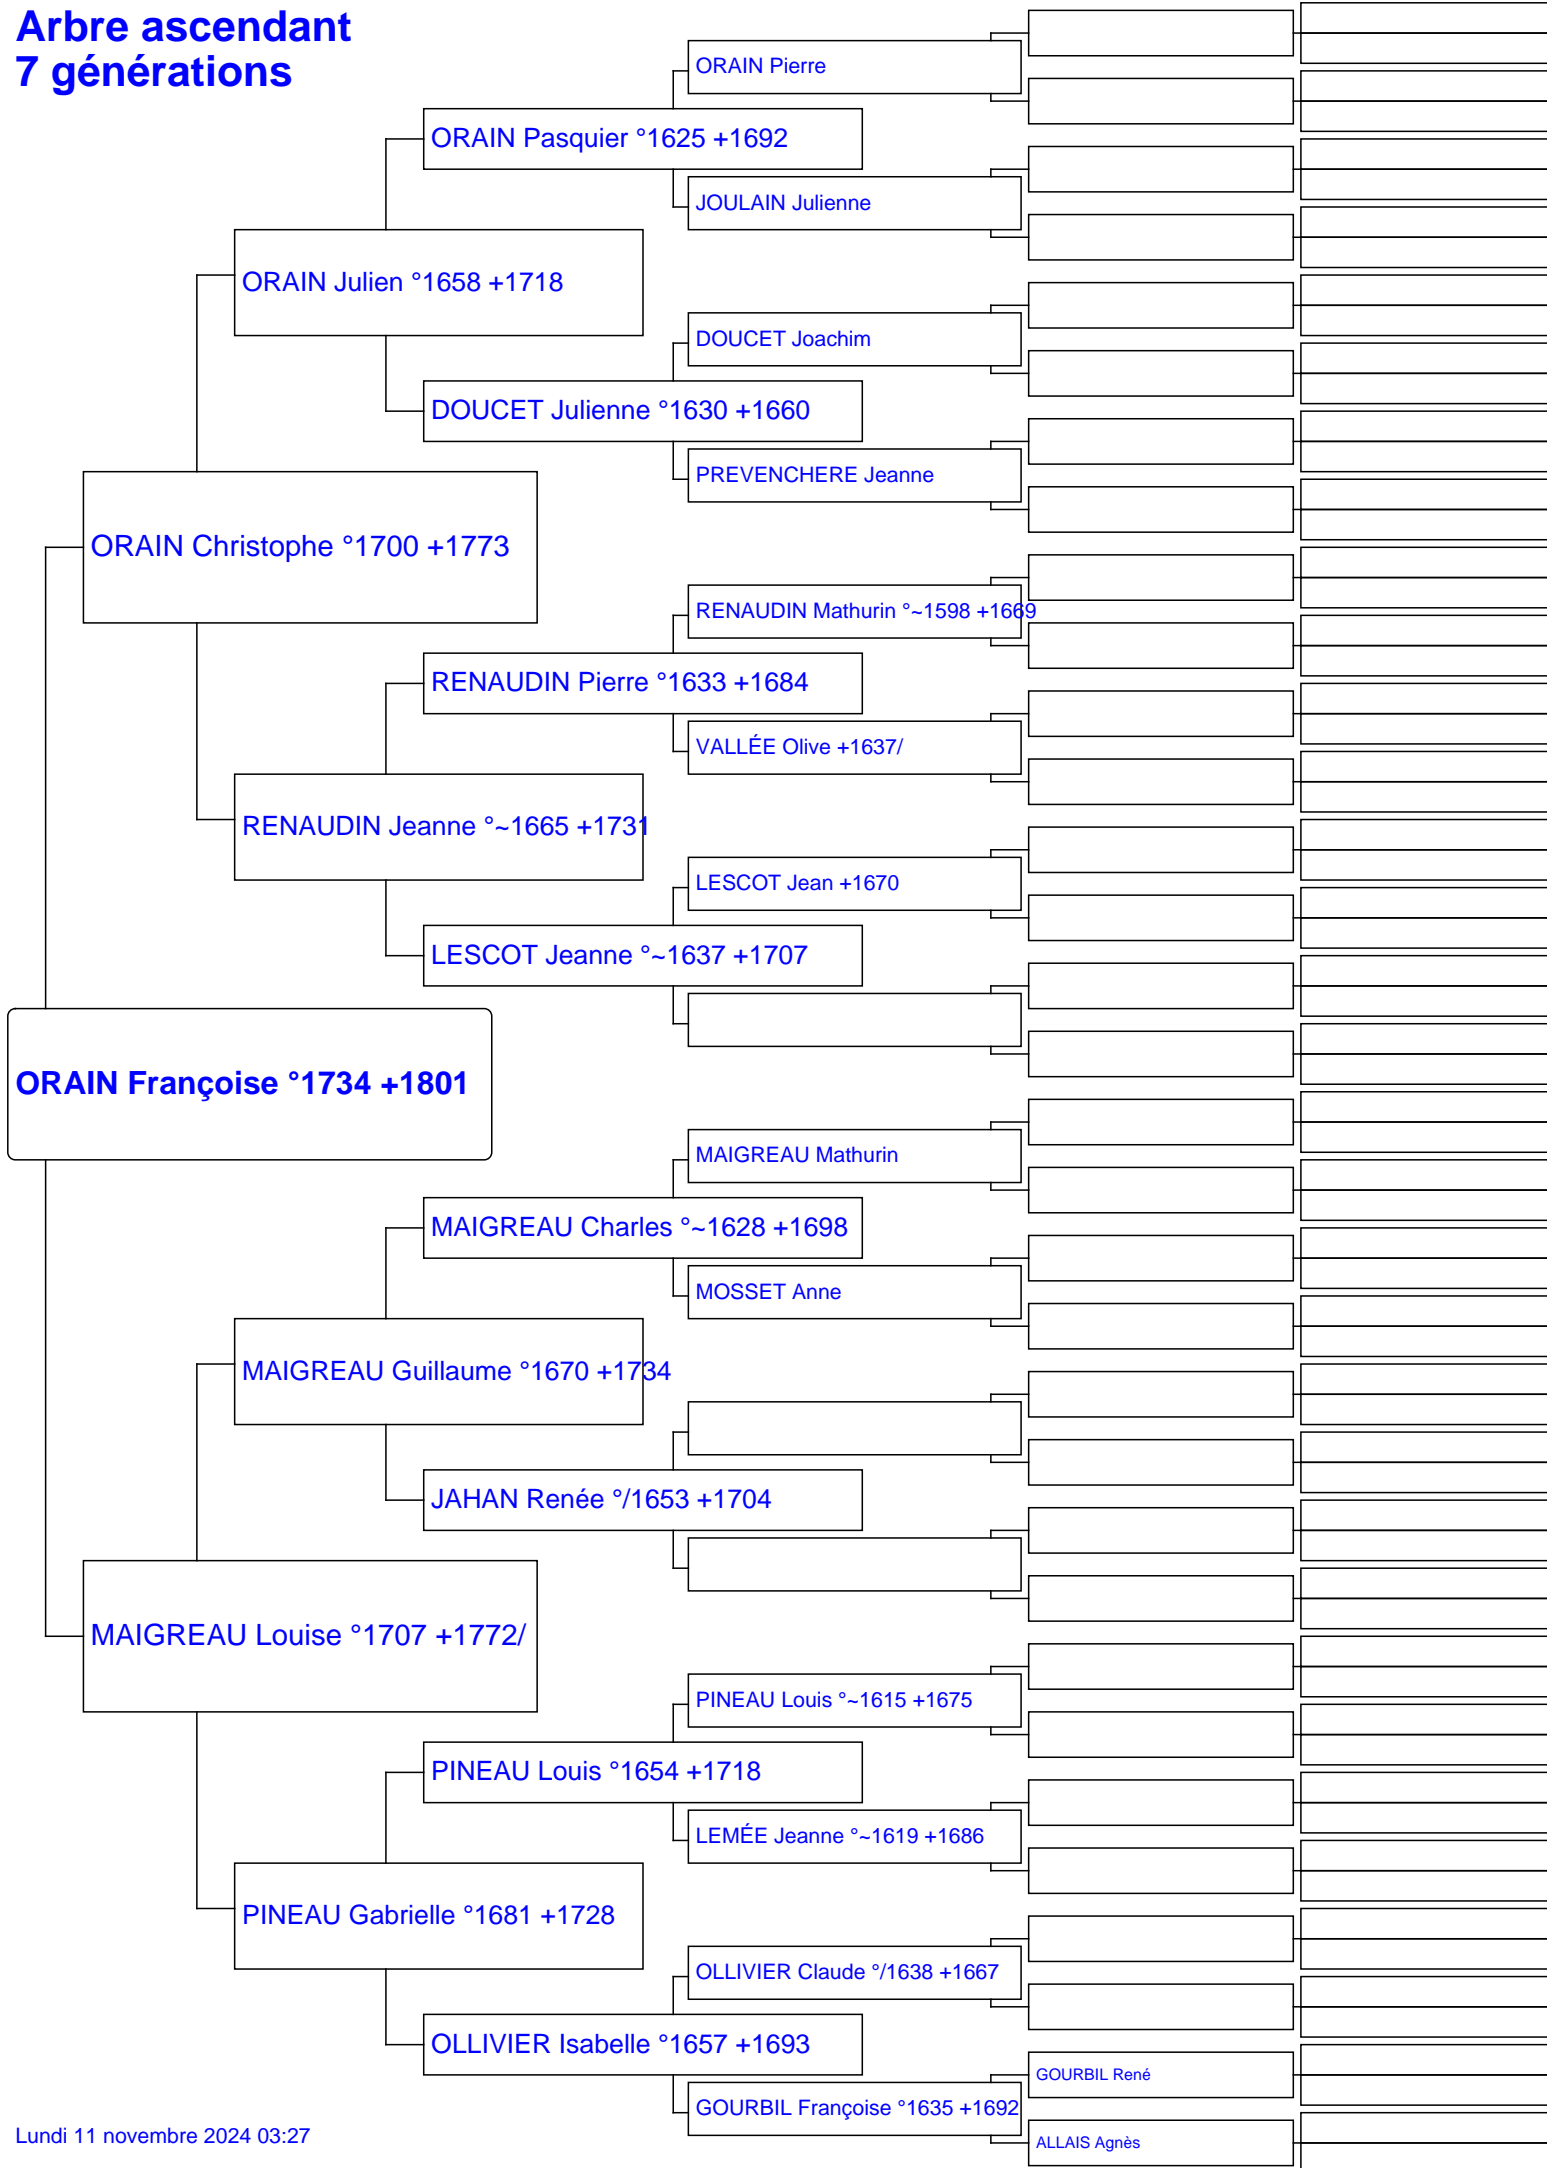 Arbre ascendant
7 générations
ORAIN Pierre
ORAIN Pasquier °1625 +1692
JOULAIN Julienne
ORAIN Julien °1658 +1718
DOUCET Joachim
DOUCET Julienne °1630 +1660
PREVENCHERE Jeanne
ORAIN Christophe °1700 +1773
RENAUDIN Mathurin °~1598 +1669
RENAUDIN Pierre °1633 +1684
VALLÉE Olive +1637/
RENAUDIN Jeanne °~1665 +1731
LESCOT Jean +1670
LESCOT Jeanne °~1637 +1707
ORAIN Françoise °1734 +1801
MAIGREAU Mathurin
MAIGREAU Charles °~1628 +1698
MOSSET Anne
MAIGREAU Guillaume °1670 +1734
JAHAN Renée °/1653 +1704
MAIGREAU Louise °1707 +1772/
PINEAU Louis °~1615 +1675
PINEAU Louis °1654 +1718
LEMÉE Jeanne °~1619 +1686
PINEAU Gabrielle °1681 +1728
OLLIVIER Claude °/1638 +1667
OLLIVIER Isabelle °1657 +1693
GOURBIL René
GOURBIL Françoise °1635 +1692
ALLAIS Agnès
Lundi 11 novembre 2024 03:27